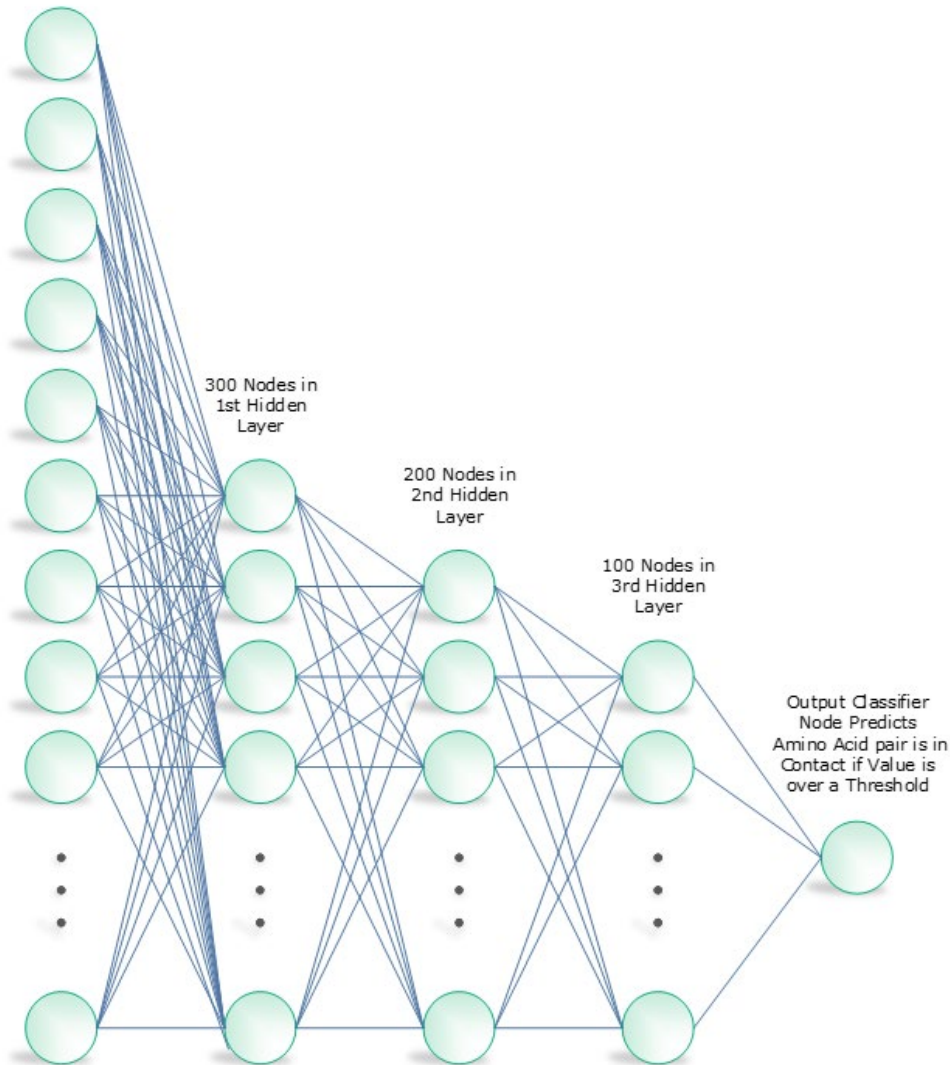 300 Nodes in
1st Hidden
Layer
200 Nodes in
2nd Hidden
Layer
100 Nodes in
3rd Hidden
Layer
Output Classifier
Node Predicts
Amino Acid pair is in
Contact if Value is
over a Threshold